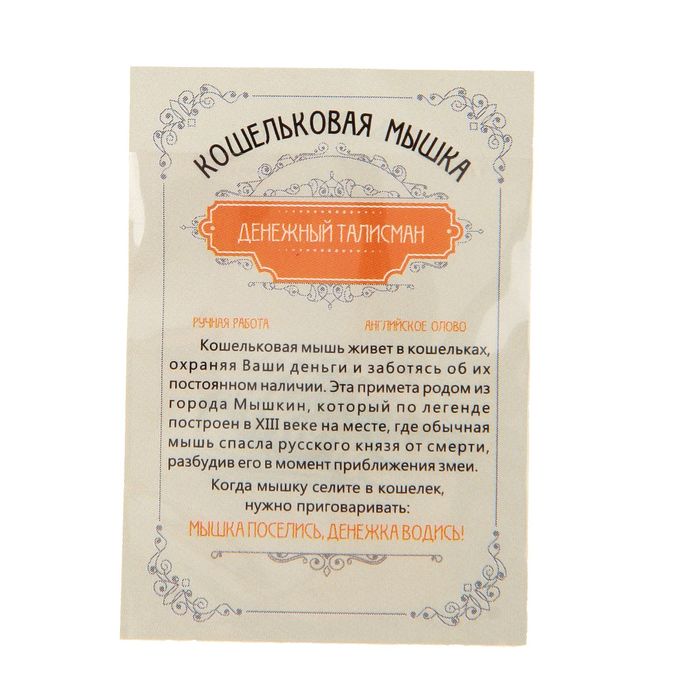 КОШЕЛЬКОВАЯ МЫШКА
ДЕНЕЖНЫЙ ТАЛИСМАН
РУЧНАЯ РАБОТА АНГЛИЙСКОЕ ОЛОВО
Кошельковая мышь живет в кошельках,
охраняя Ваши деньги и заботясь об их
постоянном наличии. Эта примета родом из
города Мышкин, который по легенде
построен в XIII веке на месте, где обычная
мышь спасла русского князя от смерти,
разбудив его в момент приближения змеи.
Когда мышку селите в кошелек,
нужно приговаривать:
МЫШКА ПОСЕЛИСЬ, ДЕНЕЖКА ВОДИСЬ!